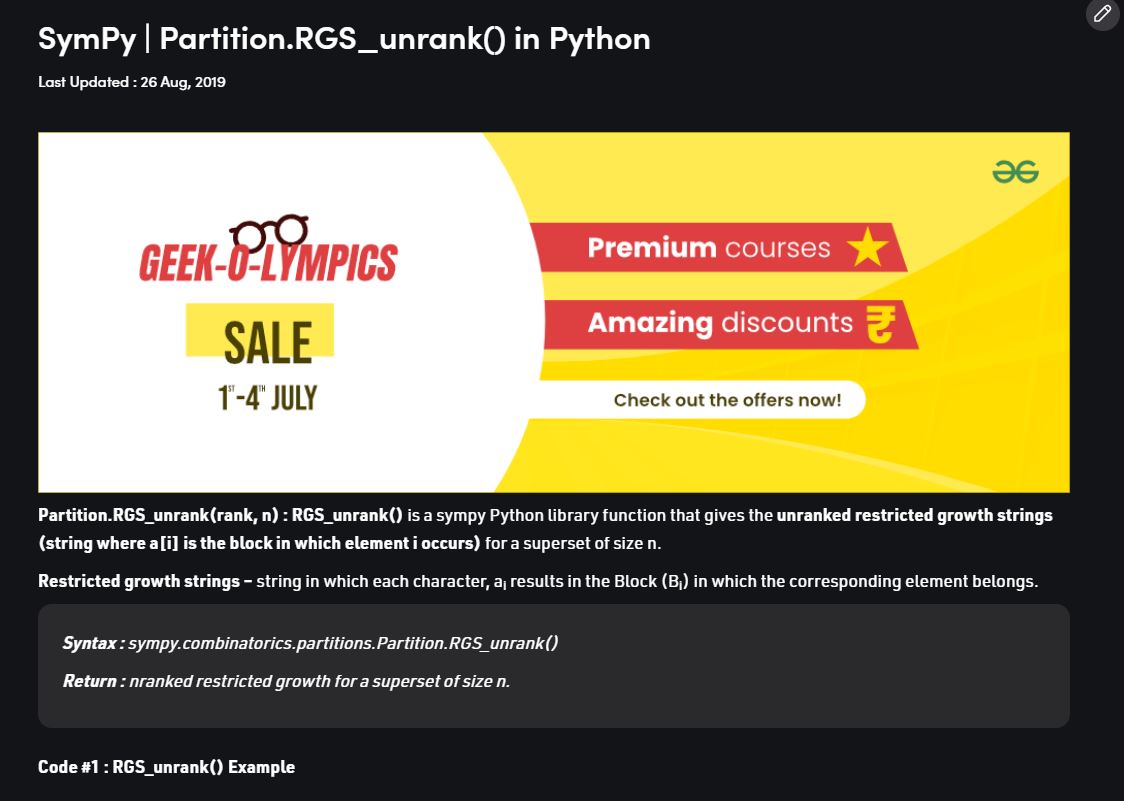 SymPy | Partition.RGS_unrank() in Python
Last Updated : 26 Aug, 2019
GEEK-O-LYMPICS
SALE
1ST-4TH JULY
Premium courses
Amazing discounts
Check out the offers now!
Partition.RGS_unrank(rank, n) : RGS_unrank() is a sympy Python library function that gives the unranked restricted growth strings
(string where a[i] is the block in which element i occurs) for a superset of size n.
Restricted growth strings – string in which each character, ai results in the Block (Bi) in which the corresponding element belongs.
Syntax : sympy.combinatorics.partitions.Partition.RGS_unrank()
Return : nranked restricted growth for a superset of size n.
Code #1 : RGS_unrank() Example